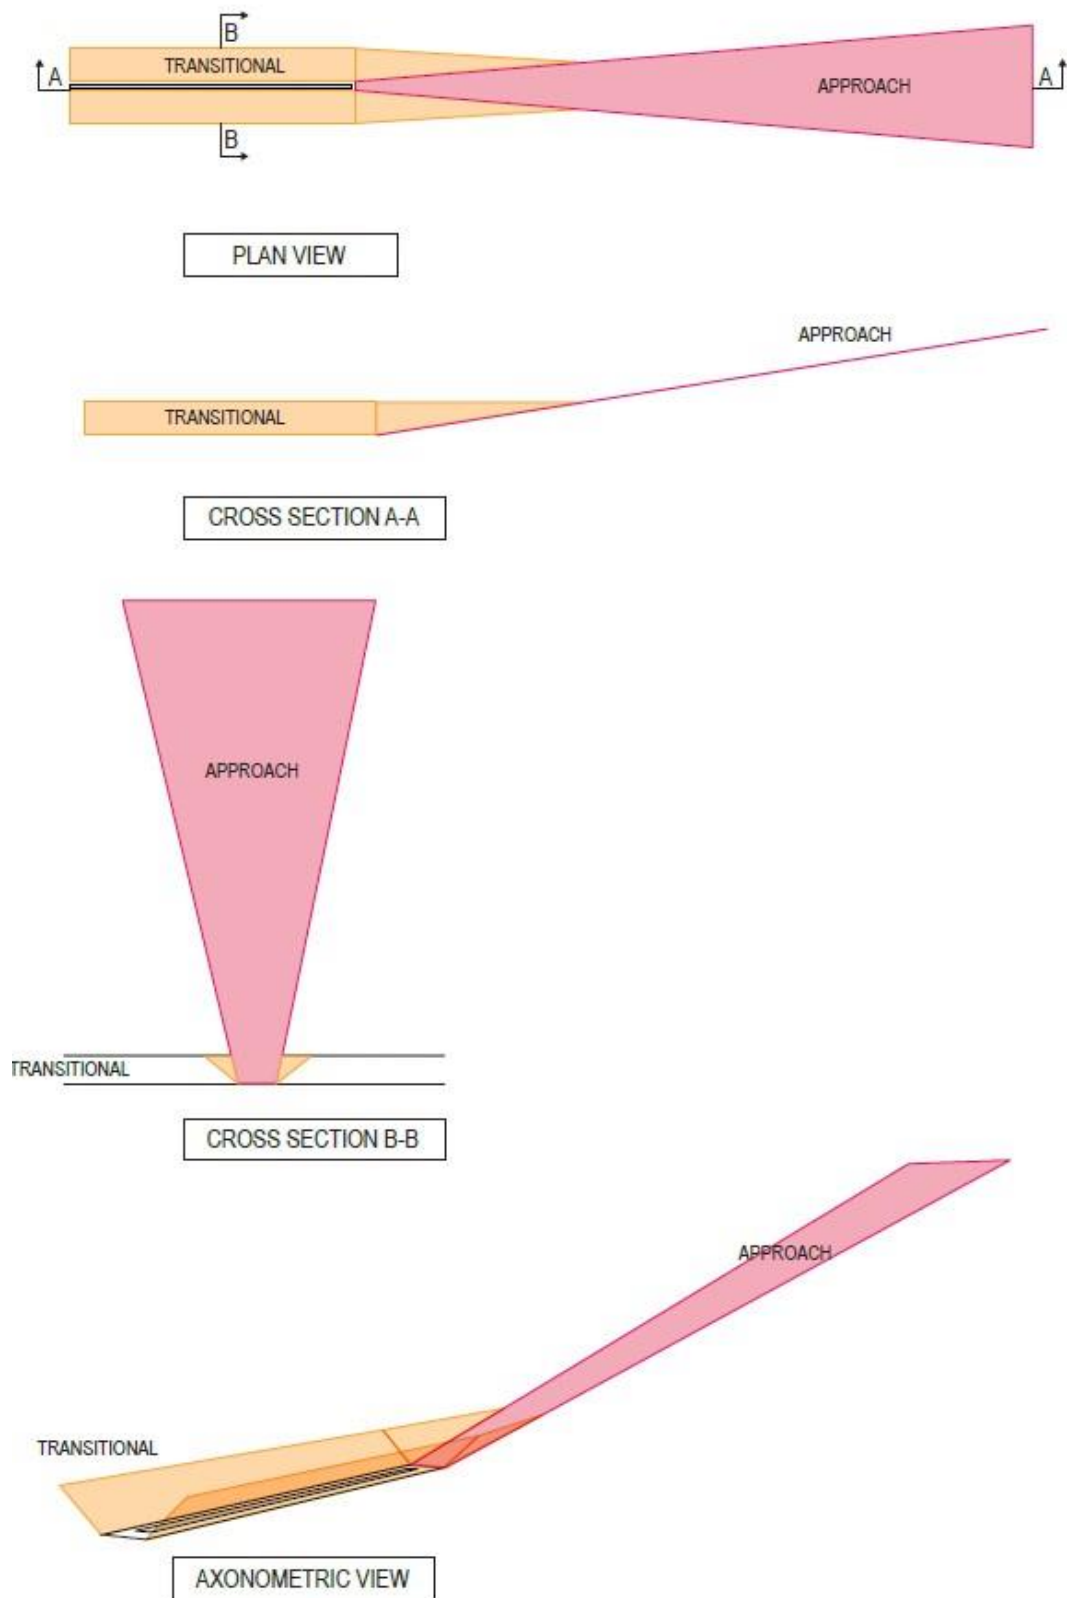 B
TRANSITIONAL
A
APPROACH
A
B
PLAN VIEW
APPROACH
TRANSITIONAL
CROSS SECTION A-A
APPROACH
TRANSITIONAL
CROSS SECTION B-B
APPROACH
TRANSITIONAL
AXONOMETRIC VIEW